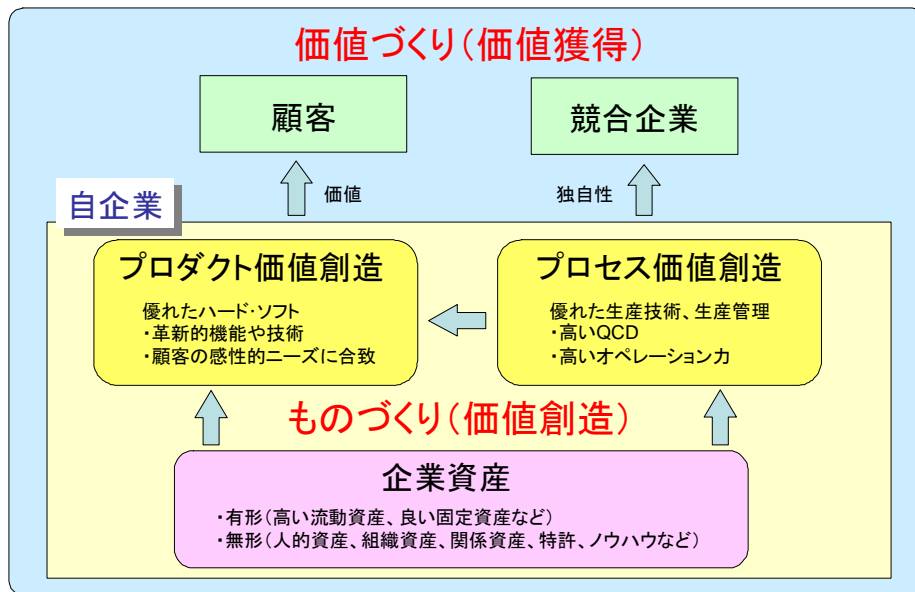 価値づくり(価値獲得)
顧客
競合企業
価値
独自性
自企業
プロダクト価値創造
優れたハード・ソフト
・革新的機能や技術
・顧客の感性的ニーズに合致
プロセス価値創造
優れた生産技術、生産管理
・高いQCD
・高いオペレーション力
ものづくり(価値創造)
企業資産
・有形(高い流動資産、良い固定資産など)
・無形(人的資産、組織資産、関係資産、特許、ノウハウなど)